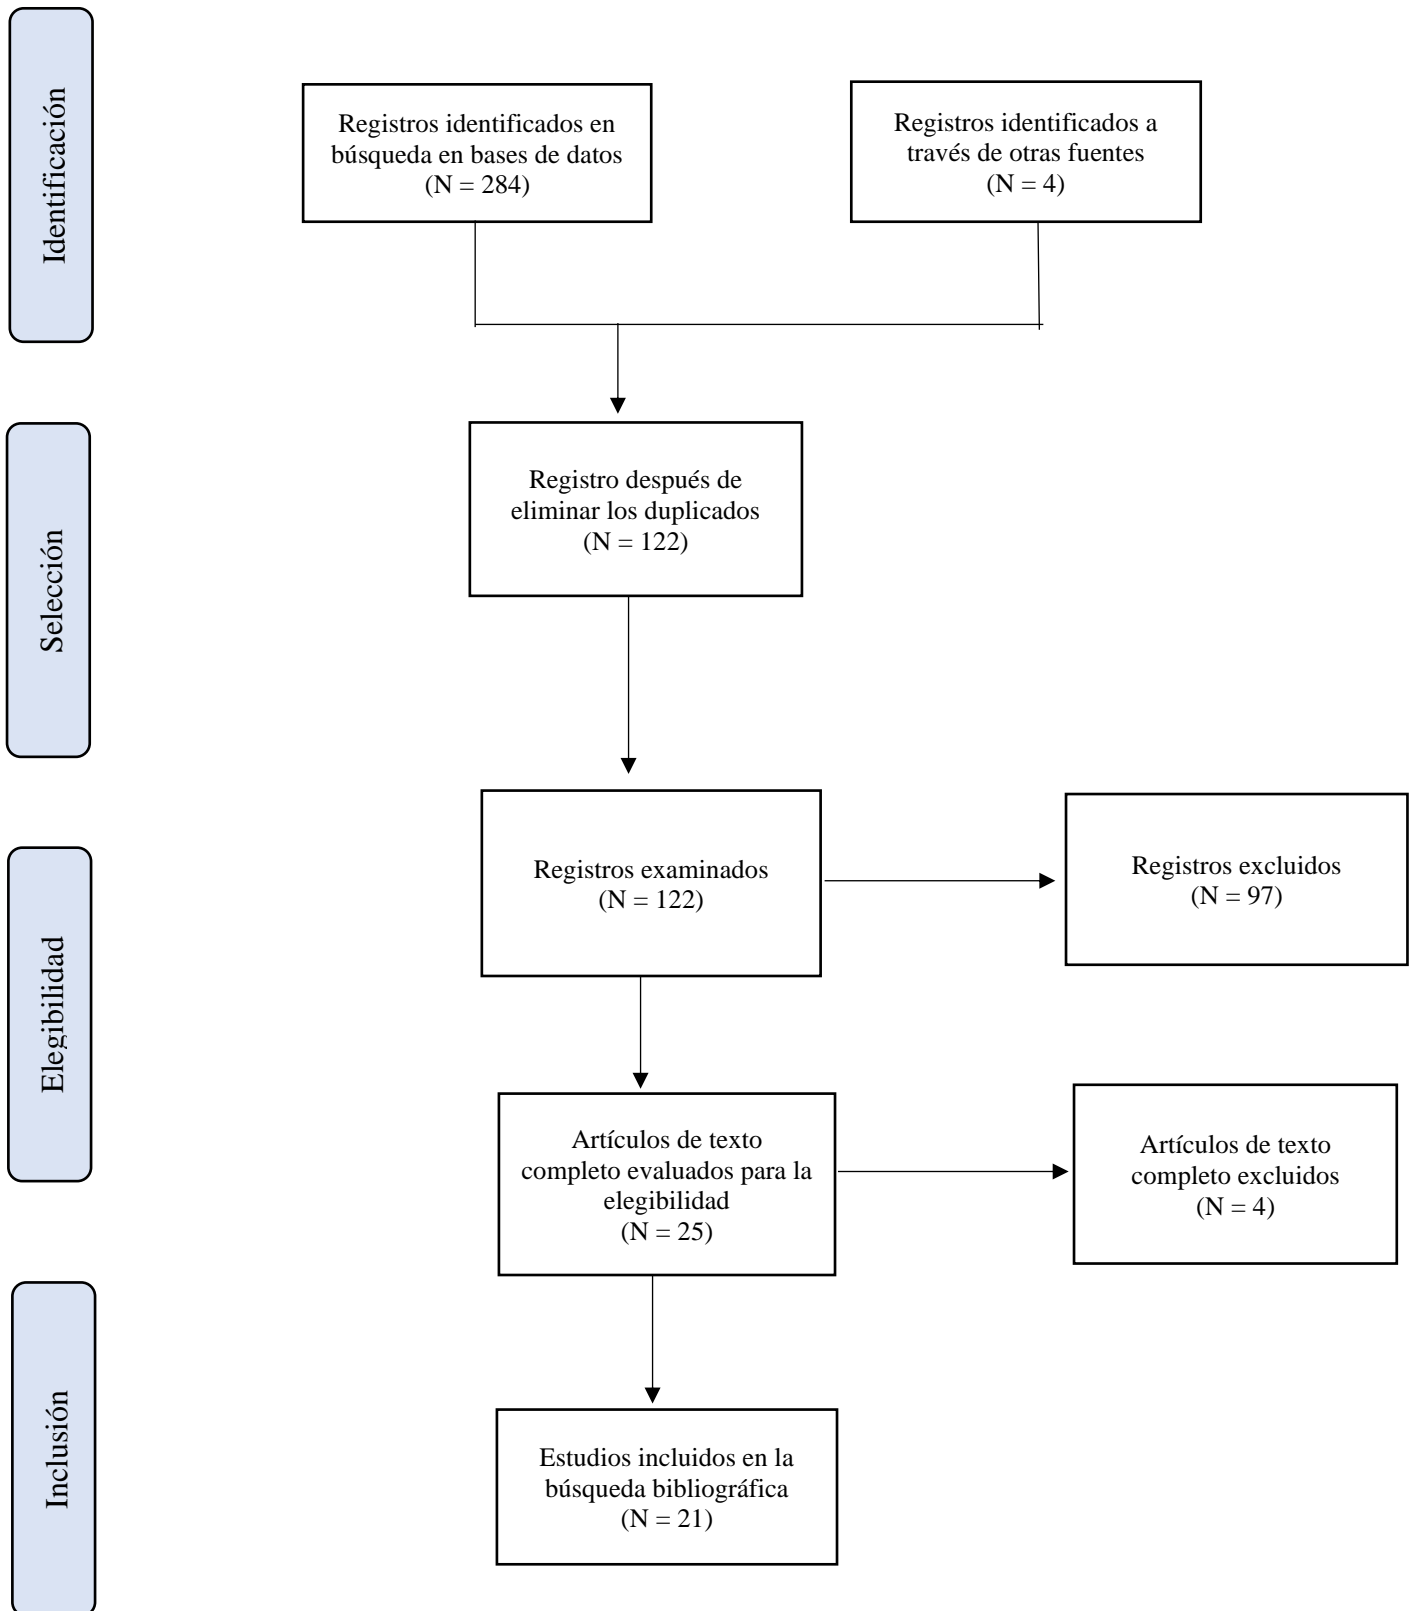 Identificación
Registros identificados en
búsqueda en bases de datos
(N = 284)
Registros identificados a
través de otras fuentes
(N = 4)
Selección
Registro después de
eliminar los duplicados
(N = 122)
Elegibilidad
Registros examinados
(N = 122)
Registros excluidos
(N = 97)
Artículos de texto
completo evaluados para la
elegibilidad
(N = 25)
Artículos de texto
completo excluidos
(N = 4)
Inclusión
Estudios incluidos en la
búsqueda bibliográfica
(N = 21)